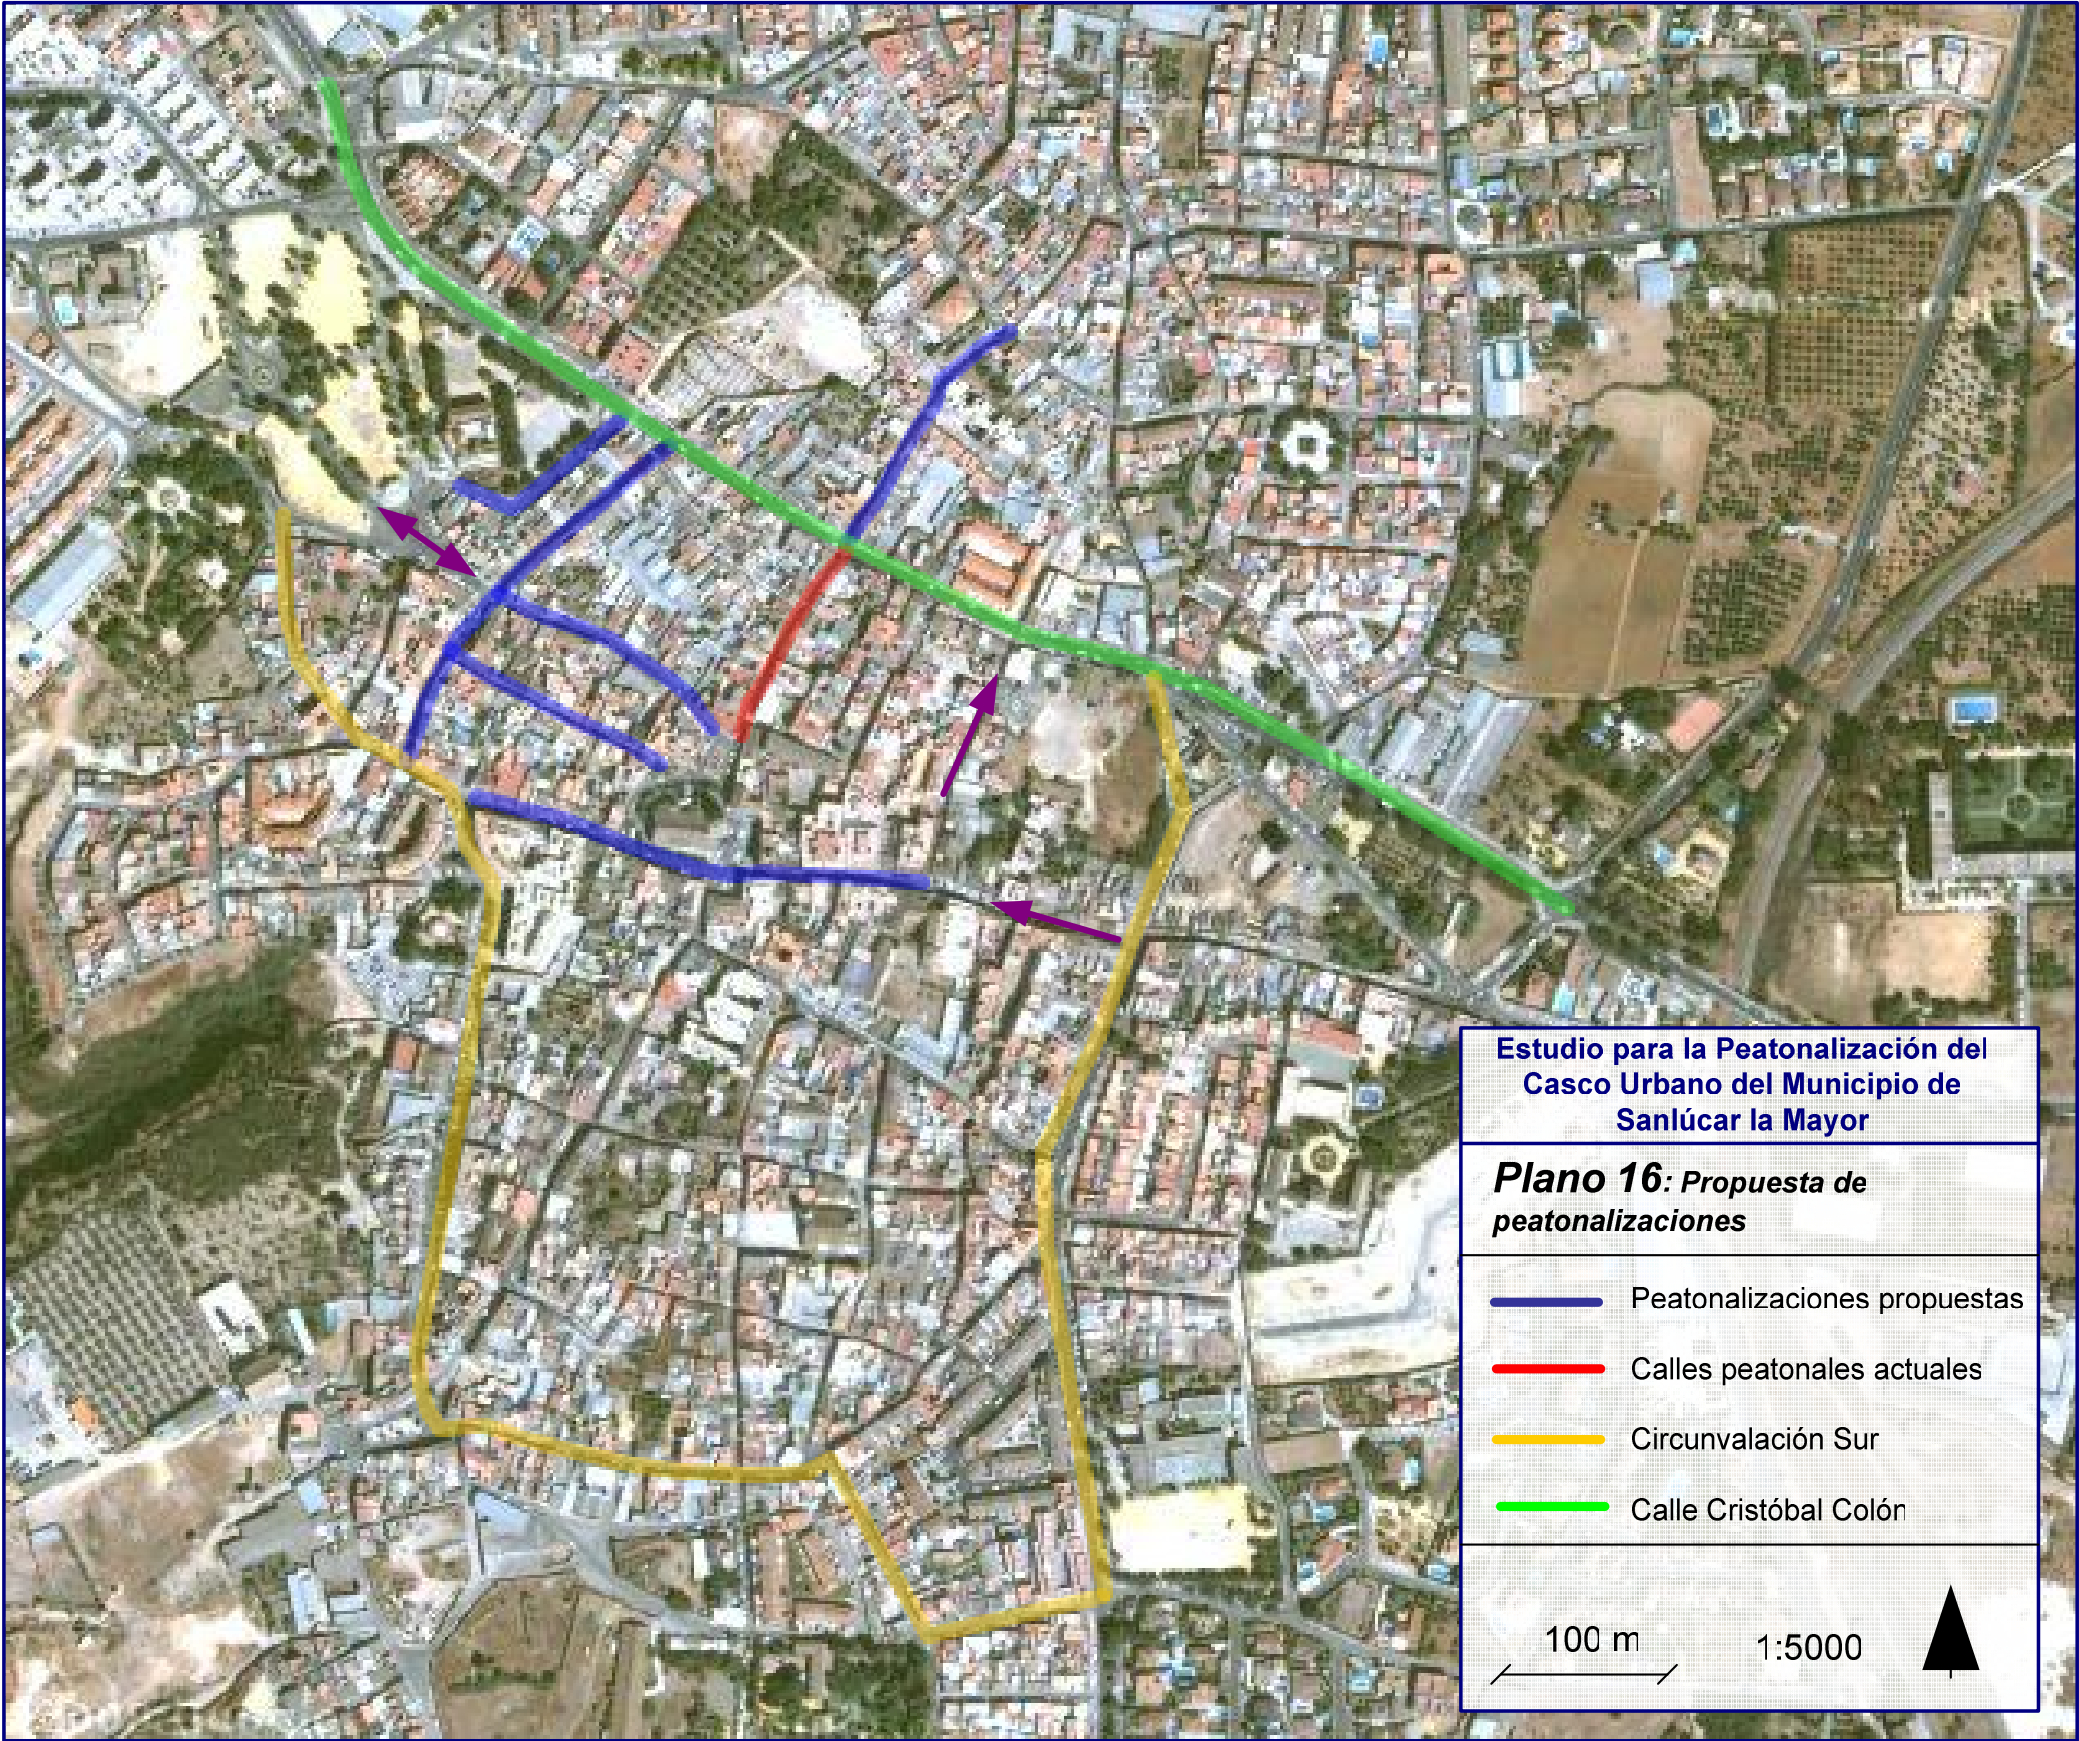 Estudio para la Peatonalización del
Casco Urbano del Municipio de
Sanlúcar la Mayor
Plano 16: Propuesta de
peatonalizaciones
Peatonalizaciones propuestas
Calles peatonales actuales
Circunvalación Sur
Calle Cristóbal Colón
100 m 1:5000